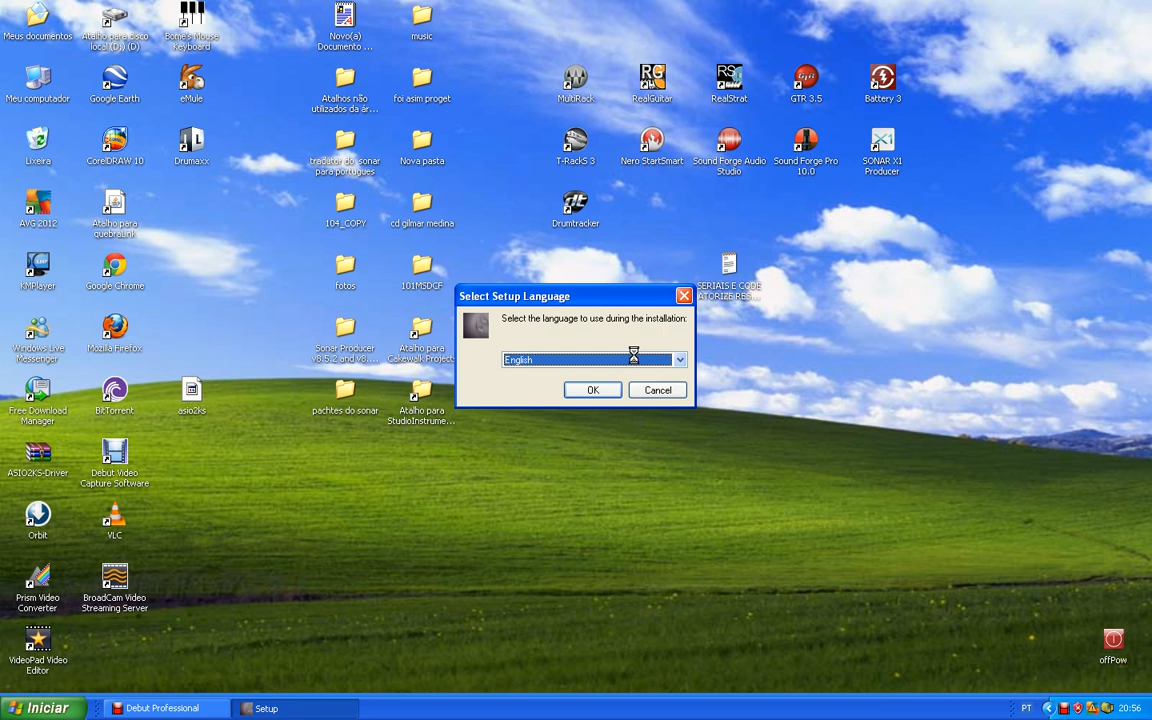 Meus documentos
Atalho para disco
local (D;) (D)
Bome's Mouse
Keyboard
Novo(a)
Documento ...
music
Meu computador
Google Earth
eMule
Atalhos não
utilizados da ár...
foi asim proget
MultiRack
RealGuitar
RealStrat
GTR 3.5
Battery 3
Lixeira
CorelDRAW 10
Drumaxx
tradutor do sonar
para portugues
Nova pasta
T-RackS 3
Nero StartSmart
Sound Forge Audio
Studio
Sound Forge Pro
10.0
SONAR X1
Producer
AVG 2012
Atalho para
quebraLink
104_COPY
cd gilmar medina
Drumtracker
KMPlayer
Google Chrome
fotos
101MSDCF
SERIAIS E CODE
ATORIZE RES...
Select Setup Language
Select the language to use during the installation:
English
OK
Cancel
Windows Live
Messenger
Mozilla Firefox
Sonar Producer
v8.5.2 and v8....
Atalho para
Cakewalk Projects
Free Download
Manager
BitTorrent
asio2ks
pachtes do sonar
Atalho para
StudioInstrume...
ASIO2KS-Driver
Debut Video
Capture Software
Orbit
VLC
Prism Video
Converter
BroadCam Video
Streaming Server
VideoPad Video
Editor
offPow
Iniciar
Debut Professional
Setup
PT
20:56